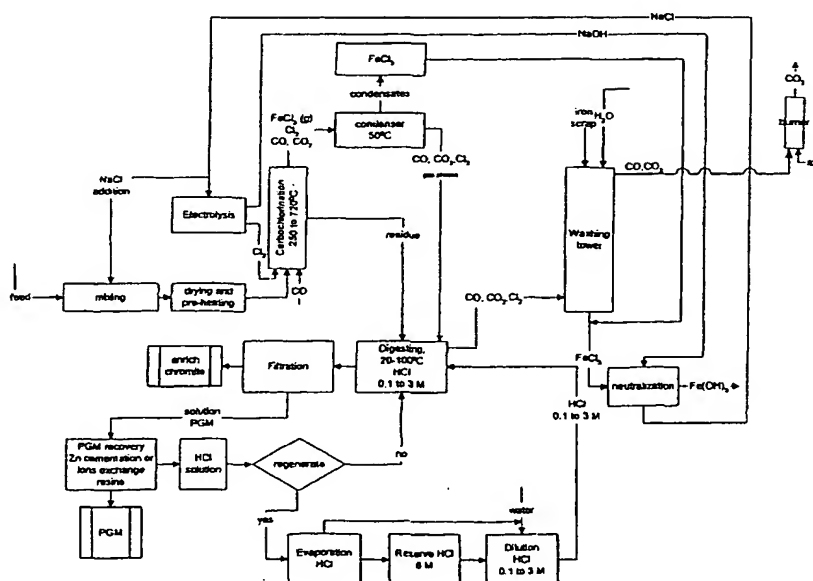 NaCl
NaOH
FeCl3
condensates
FeCl3 (g)
Cl2
CO, CO2
condenser
50°C
CO, CO2, Cl2
iron
scrap
H2O
CO2
burner
CO,CO2
NaCl
addition
Electrolysis
Cl2
Carbochlorination
250 to 720°C
residue
Washing
tower
feed
mixing
drying and
pre-heating
CO
CO, CO2, Cl2
enrich
chromite
Filtration
Digesting,
20-100°C
HCl
0.1 to 3 M
FeCl3
neutralization
Fe(OH)3
HCl
0.1 to 3 M
solution
PGM
PGM recovery
Zn cementation or
Ions exchange
resins
HCl
solution
regenerate
no
PGM
yes
water
Evaporation
HCl
Reserve HCl
6 M
Dilution
HCl
0.1 to 3 M